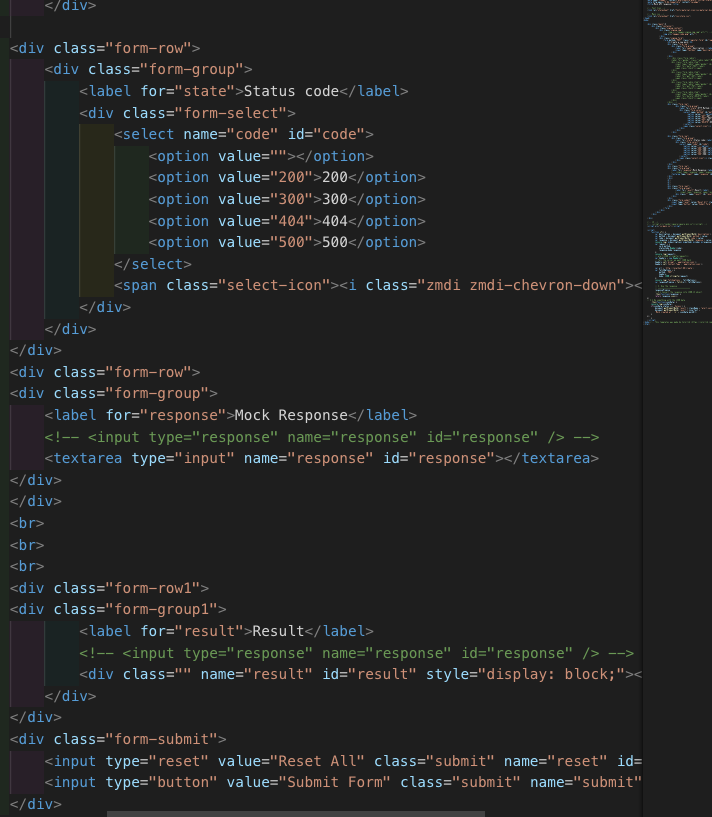 </div>
<div class="form-row">
<div class="form-group">
<label for="state">Status code</label>
<div class="form-select">
<select name="code" id="code">
<option value=""></option>
<option value="200">200</option>
<option value="300">300</option>
<option value="404">404</option>
<option value="500">500</option>
</select>
<span class="select-icon"><i class="zmdi zmdi-chevron-down"><
</div>
</div>
</div>
<div class="form-row">
<div class="form-group">
<label for="response">Mock Response</label>
<!-- <input type="response" name="response" id="response" /> -->
<textarea type="input" name="response" id="response"></textarea>
</div>
</div>
<br>
<br>
<br>
<div class="form-row1">
<div class="form-group1">
<label for="result">Result</label>
<!-- <input type="response" name="response" id="response" /> -->
<div class="" name="result" id="result" style="display: block;"><
</div>
</div>
<div class="form-submit">
<input type="reset" value="Reset All" class="submit" name="reset" id=
<input type="button" value="Submit Form" class="submit" name="submit"
</div>